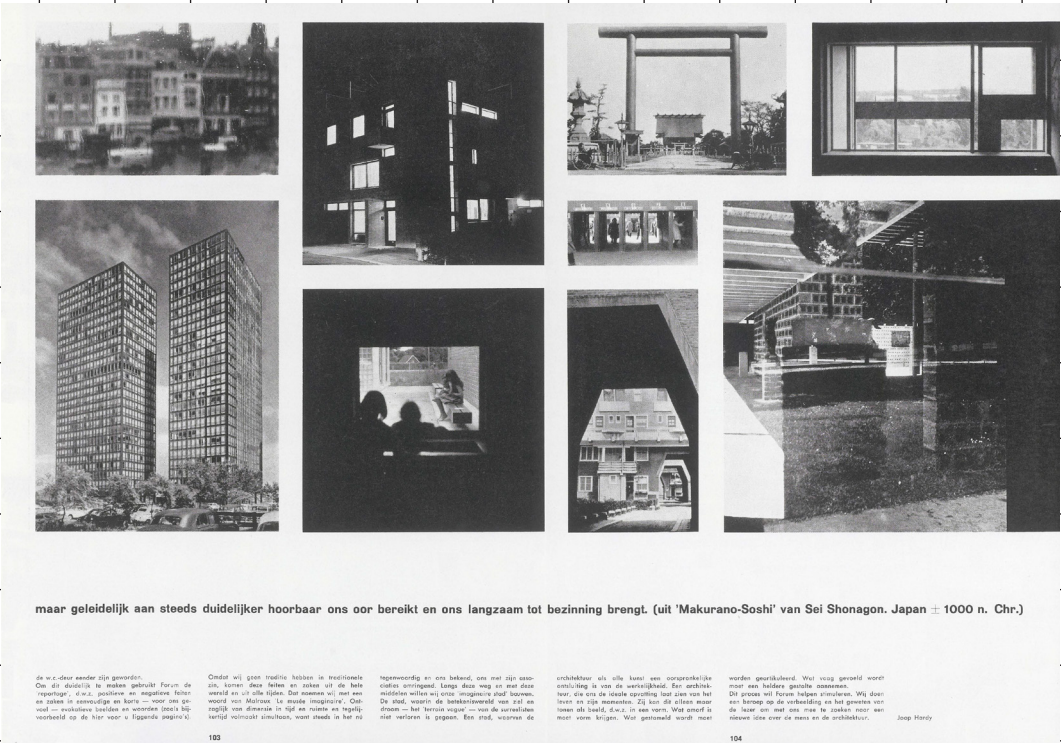 maar geleidelijk aan steeds duidelijker hoorbaar ons oor bereikt en ons langzaam tot bezinning brengt. (uit 'Makurano-Soshi' van Sei Shonagon. Japan ± 1000 n. Chr.)
de w.c.-deur eender zijn geworden.
Om dit duidelijk te maken gebruikt Forum de
'reportage', d.w.z. positieve en negatieve feiten
en zaken in eenvoudige en korte — voor ons ge-
voel — evokatieve beelden en woorden (zoals bij-
voorbeeld op de hier voor u liggende pagina's).
Omdat wij geen traditie hebben in traditionele
zin, komen deze feiten en zaken uit de hele
wereld en uit alle tijden. Dat noemen wij met een
woord van Malraux 'Le musée imaginaire'. Ont-
zaglijk van dimensie in tijd en ruimte en tegelij-
kertijd volmaakt simultaan, want steeds in het nú
tegenwoordig en ons bekend, ons met zijn asso-
ciaties omringend. Langs deze weg en met deze
middelen willen wij onze 'imaginaire stad' bouwen.
De stad, waarin de betekeniswereld van ziel en
droom — het 'terrain vague' — van de surrealisten
niet verloren is gegaan. Een stad, waarvan de
architektuur als alle kunst een oorspronkelijke
ontsluiting is van de werkelijkheid. Een architek-
tuur, die ons de ideale opvatting laat zien van het
leven en zijn momenten. Zij kan dit alleen maar
tonen als beeld, d.w.z. in een vorm. Wat amorf is
moet vorm krijgen. Wat gestameld wordt moet
worden geartikuleerd. Wat vaag gevoeld wordt
moet een heldere gestalte aannemen.
Dit proces wil Forum helpen stimuleren. Wij doen
een beroep op de verbeelding en het geweten van
de lezer om met ons mee te zoeken naar een
nieuwe idee over de mens en de architektuur.
Joop Hardy
103
104